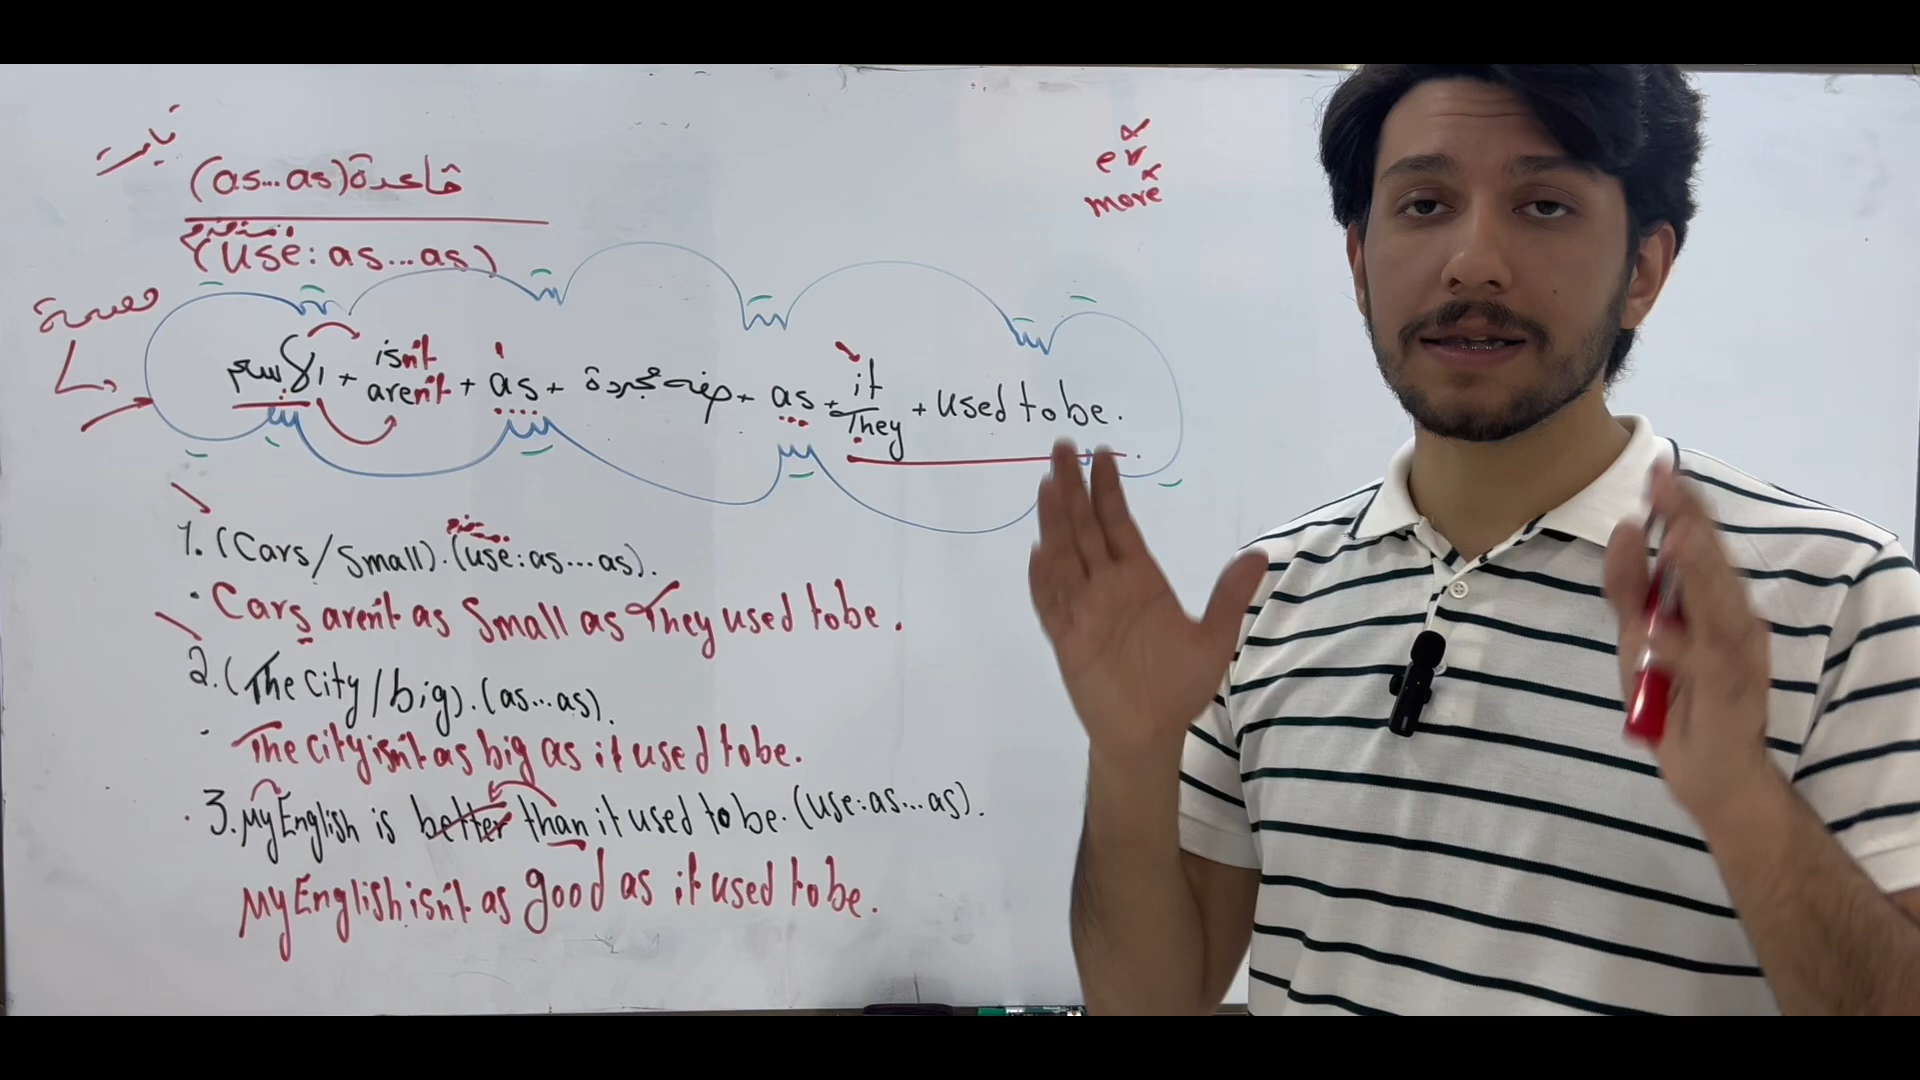 ثابت
قاعدة (as...as)
(use: as...as)
er
more
الاسم + isn't / aren't + as + صفة مجردة + as + it / They + used to be.
1. (Cars/Small). (use: as...as).
Cars aren't as Small as They used to be.
2. (The City/big). (as...as).
The city isn't as big as it used to be.
3. My English is better than it used to be. (use: as...as).
My English isn't as good as it used to be.